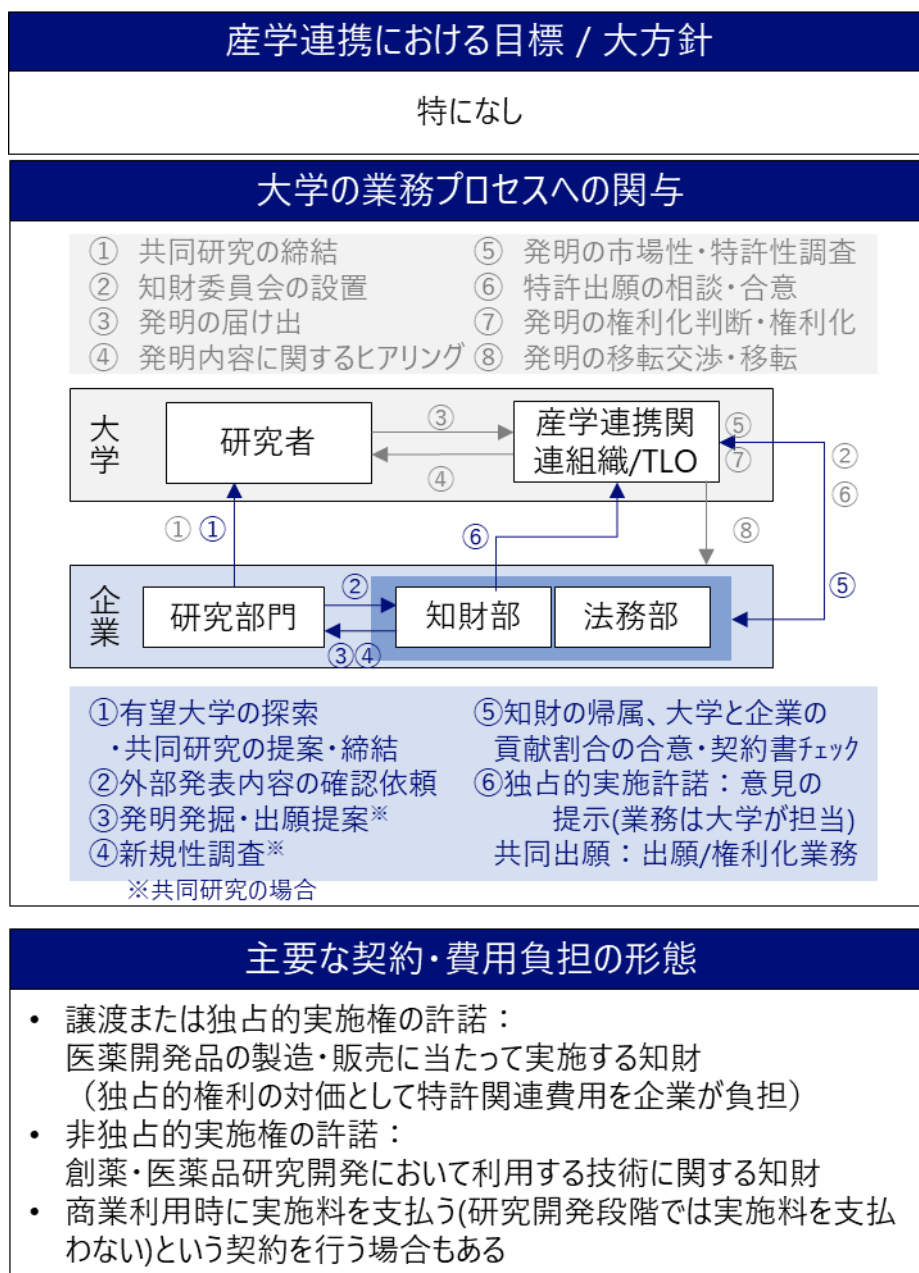 産学連携における目標 / 大方針
特になし
大学の業務プロセスへの関与
① 共同研究の締結
② 知財委員会の設置
③ 発明の届け出
④ 発明内容に関するヒアリング
⑤ 発明の市場性・特許性調査
⑥ 特許出願の相談・合意
⑦ 発明の権利化判断・権利化
⑧ 発明の移転交渉・移転
大学
研究者
③
④
産学連携関
連組織/TLO
⑤
⑦
②
⑥
① ①
⑥
⑧
⑤
企業
研究部門
②
③④
知財部
法務部
①有望大学の探索
・共同研究の提案・締結
②外部発表内容の確認依頼
③発明発掘・出願提案※
④新規性調査※
※共同研究の場合
⑤知財の帰属、大学と企業の
貢献割合の合意・契約書ﾁｪｯｸ
⑥独占的実施許諾：意見の
提示(業務は大学が担当)
共同出願：出願/権利化業務
主要な契約・費用負担の形態
• 譲渡または独占的実施権の許諾：
医薬開発品の製造・販売に当たって実施する知財
（独占的権利の対価として特許関連費用を企業が負担）
• 非独占的実施権の許諾：
創薬・医薬品研究開発において利用する技術に関する知財
• 商業利用時に実施料を支払う(研究開発段階では実施料を支払
わない)という契約を行う場合もある